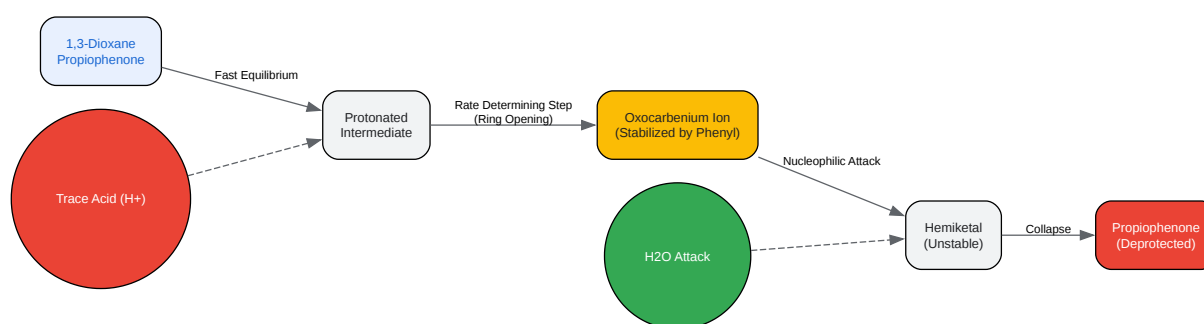 1,3-Dioxane
Propiophenone
Fast Equilibrium
Trace Acid (H+)
Protonated
Intermediate
Rate Determining Step
(Ring Opening)
Oxocarbenium Ion
(Stabilized by Phenyl)
Nucleophilic Attack
H2O Attack
Hemiketal
(Unstable)
Collapse
Propiophenone
(Deprotected)